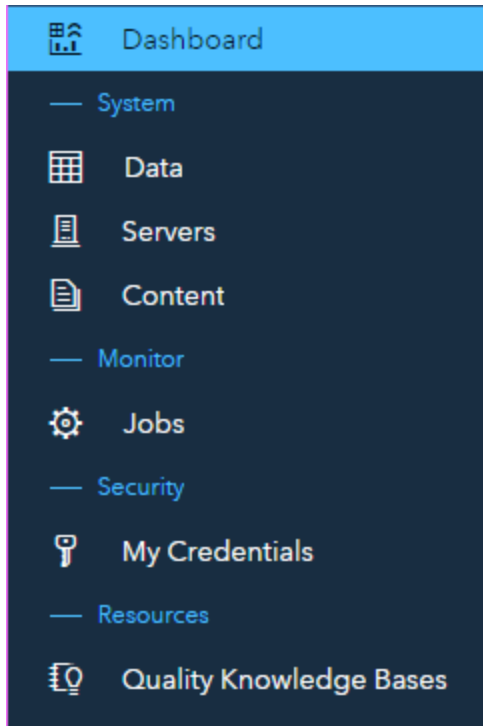 Dashboard
System
Data
Servers
Content
Monitor
Jobs
Security
My Credentials
Resources
Quality Knowledge Bases